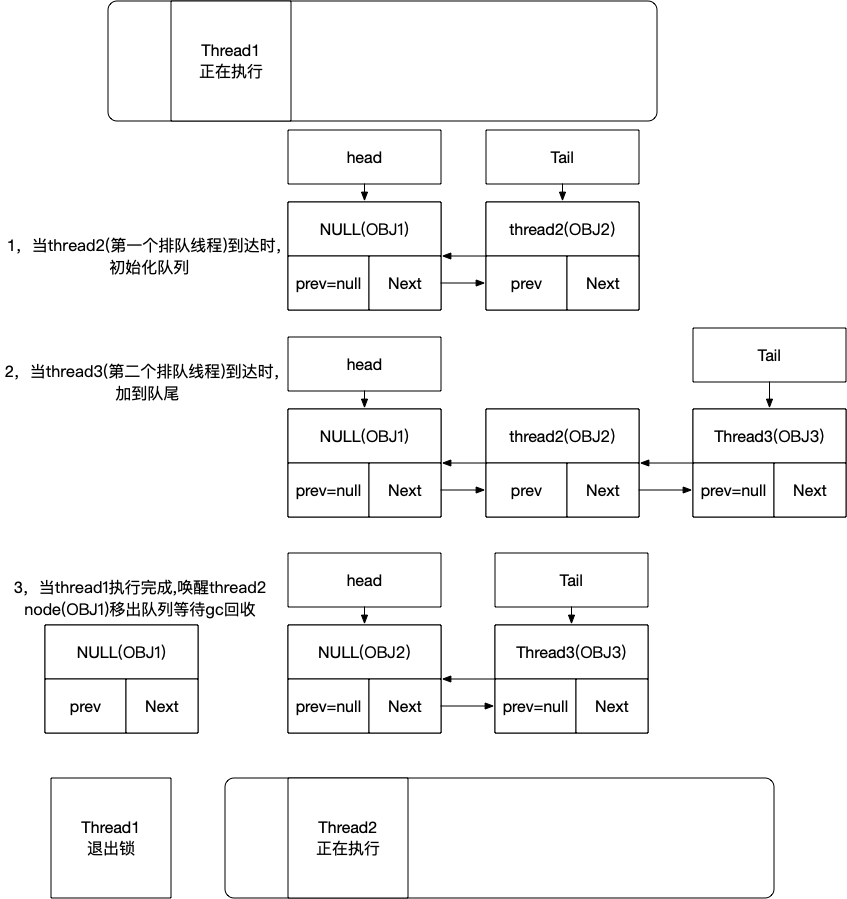 Thread1
正在执行
head
Tail
1，当thread2(第一个排队线程)到达时,
初始化队列
NULL(OBJ1)
thread2(OBJ2)
prev=null
Next
prev
Next
2，当thread3(第二个排队线程)到达时,
加到队尾
head
Tail
NULL(OBJ1)
thread2(OBJ2)
Thread3(OBJ3)
prev=null
Next
prev
Next
prev=null
Next
3，当thread1执行完成,唤醒thread2
node(OBJ1)移出队列等待gc回收
head
Tail
NULL(OBJ1)
NULL(OBJ2)
Thread3(OBJ3)
prev
Next
prev=null
Next
prev=null
Next
Thread1
退出锁
Thread2
正在执行